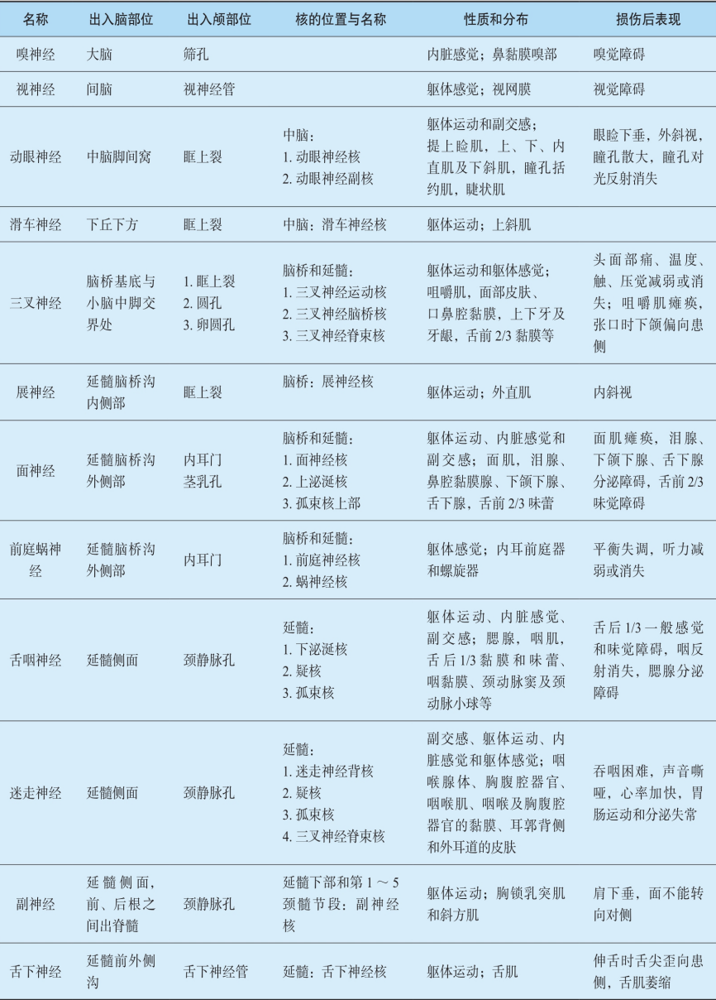 名称 出入脑部位 出入颅部位 核的位置与名称 性质和分布 损伤后表现
嗅神经 大脑 筛孔 内脏感觉；鼻黏膜嗅部 嗅觉障碍
视神经 间脑 视神经管 躯体感觉；视网膜 视觉障碍
动眼神经 中脑脚间窝 眶上裂
中脑：
1. 动眼神经核
2. 动眼神经副核
躯体运动和副交感；
提上睑肌，上、下、内
直肌及下斜肌，瞳孔括
约肌，睫状肌
眼睑下垂，外斜视，
瞳孔散大，瞳孔对
光反射消失
滑车神经 下丘下方 眶上裂 中脑：滑车神经核 躯体运动；上斜肌
三叉神经
脑桥基底与
小脑中脚交
界处
1. 眶上裂
2. 圆孔
3. 卵圆孔
脑桥和延髓：
1. 三叉神经运动核
2. 三叉神经脑桥核
3. 三叉神经脊束核
躯体运动和躯体感觉；
咀嚼肌，面部皮肤、
口鼻腔黏膜，上下牙及
牙龈，舌前 2/3 黏膜等
头面部痛、温度、
触、压觉减弱或消
失；咀嚼肌瘫痪，
张口时下颌偏向患
侧
展神经
延髓脑桥沟
内侧部
眶上裂
脑桥：展神经核
躯体运动；外直肌
内斜视
面神经
延髓脑桥沟
外侧部
内耳门
茎乳孔
脑桥和延髓：
1. 面神经核
2. 上泌涎核
3. 孤束核上部
躯体运动、内脏感觉和
副交感；面肌，泪腺、
鼻腔黏膜腺、下颌下腺、
舌下腺，舌前 2/3 味蕾
面肌瘫痪，泪腺、
下颌下腺、舌下腺
分泌障碍，舌前 2/3
味觉障碍
前庭蜗神
经
延髓脑桥沟
外侧部
内耳门
脑桥和延髓：
1. 前庭神经核
2. 蜗神经核
躯体感觉；内耳前庭器
和螺旋器
平衡失调，听力减
弱或消失
舌咽神经 延髓侧面 颈静脉孔
延髓：
1. 下泌涎核
2. 疑核
3. 孤束核
躯体运动、内脏感觉、
副交感；腮腺，咽肌，
舌后 1/3 黏膜和味蕾、
咽黏膜、颈动脉窦及颈
动脉小球等
舌后 1/3 一般感觉
和味觉障碍，咽反
射消失，腮腺分泌
障碍
迷走神经 延髓侧面 颈静脉孔
延髓：
1. 迷走神经背核
2. 疑核
3. 孤束核
4. 三叉神经脊束核
副交感、躯体运动、内
脏感觉和躯体感觉；咽
喉腺体、胸腹腔器官、
咽喉肌、咽喉及胸腹腔
器官的黏膜、耳郭背侧
和外耳道的皮肤
吞咽困难，声音嘶
哑，心率加快，胃
肠运动和分泌失常
副神经
延髓侧面，
前、后根之
间出脊髓
颈静脉孔
延髓下部和第 1 ～ 5
颈髓节段：副神经
核
躯体运动；胸锁乳突肌
和斜方肌
肩下垂，面不能转
向对侧
舌下神经
延髓前外侧
沟
舌下神经管
延髓：舌下神经核
躯体运动；舌肌
伸舌时舌尖歪向患
侧，舌肌萎缩